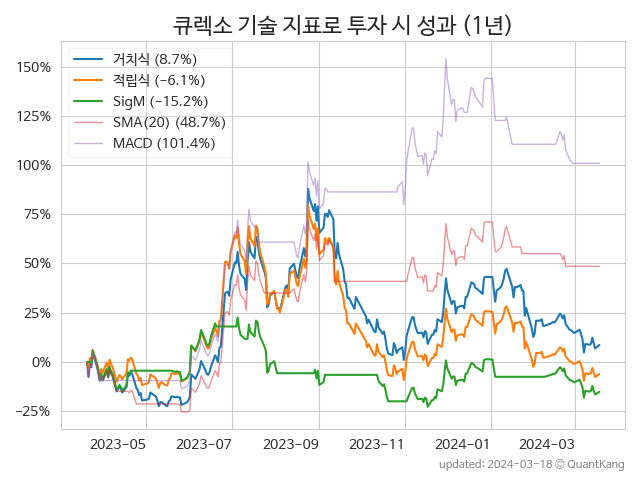 큐렉소 기술 지표로 투자 시 성과 (1년)
거치식 (8.7%)
적립식 (−6.1%)
SigM (−15.2%)
SMA(20) (48.7%)
MACD (101.4%)
150%
125%
100%
75%
50%
25%
0%
−25%
2023−05 2023−07 2023−09 2023−11 2024−01 2024−03
updated: 2024-03-18 © QuantKang